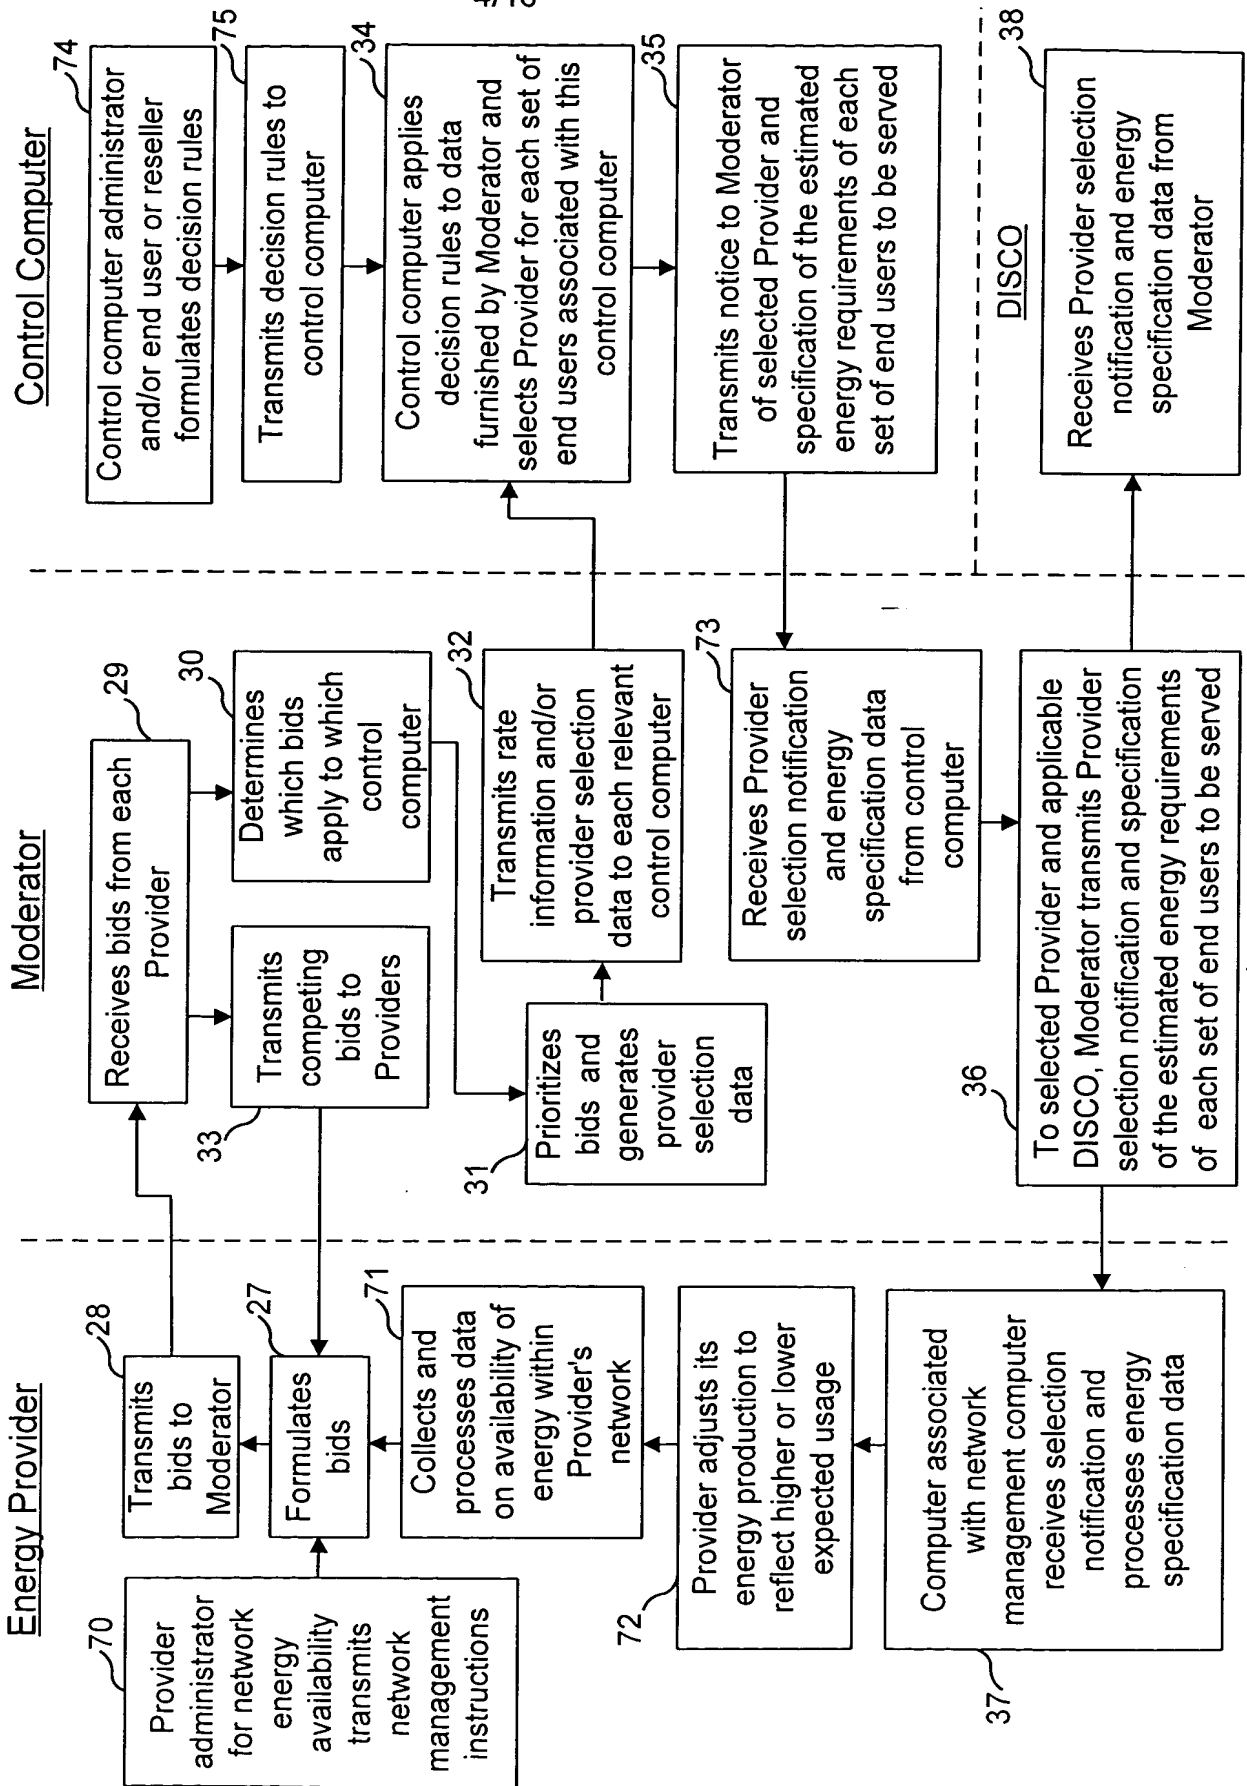 4/18
Energy Provider
70
Provider
administrator
for network
energy
availability
transmits
network
management
instructions
28
Transmits
bids to
Moderator
27
Formulates
bids
71
Collects and
processes data
on availability of
energy within
Provider's
network
72
Provider adjusts its
energy production to
reflect higher or lower
expected usage
37
Computer associated
with network
management computer
receives selection
notification and
processes energy
specification data
Moderator
29
Receives bids from each
Provider
33
Transmits
competing
bids to
Providers
30
Determines
which bids
apply to which
control
computer
31
Prioritizes
bids and
generates
provider
selection
data
32
Transmits rate
information and/or
provider selection
data to each relevant
control computer
73
Receives Provider
selection notification
and energy
specification data
from control
computer
36
To selected Provider and applicable
DISCO, Moderator transmits Provider
selection notification and specification
of the estimated energy requirements
of each set of end users to be served
Control Computer
74
Control computer administrator
and/or end user or reseller
formulates decision rules
75
Transmits decision rules to
control computer
34
Control computer applies
decision rules to data
furnished by Moderator and
selects Provider for each set of
end users associated with this
control computer
35
Transmits notice to Moderator
of selected Provider and
specification of the estimated
energy requirements of each
set of end users to be served
DISCO
38
Receives Provider selection
notification and energy
specification data from
Moderator